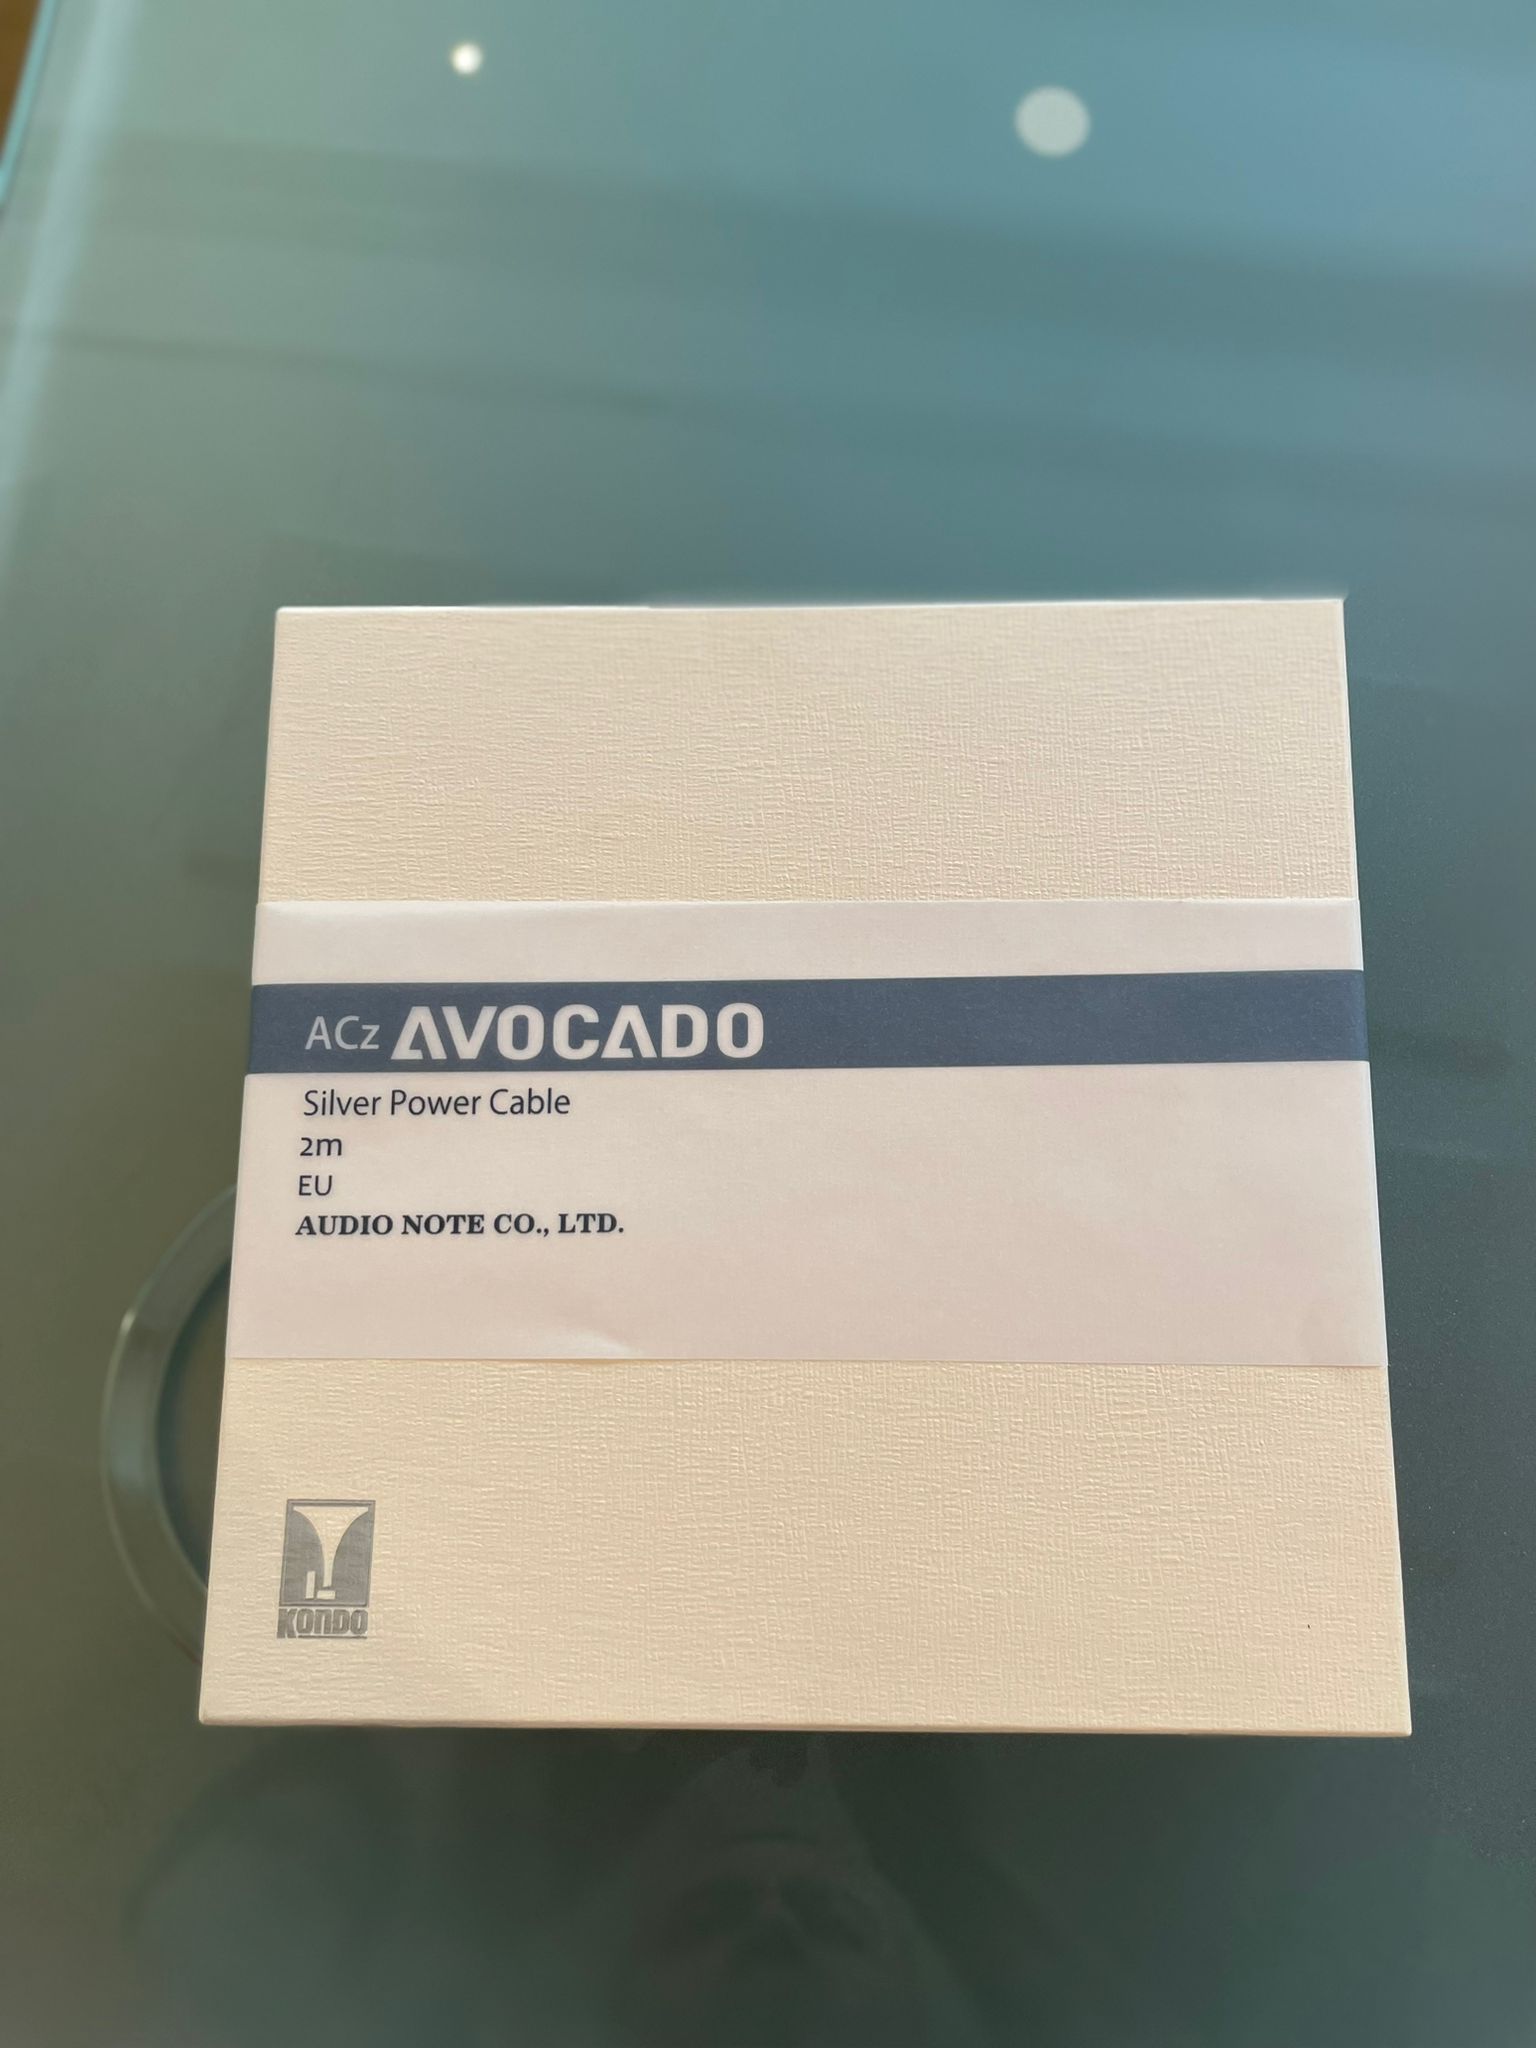 ACz AVOCADO
Silver Power Cable
2m
EU
AUDIO NOTE CO., LTD.
KONDO